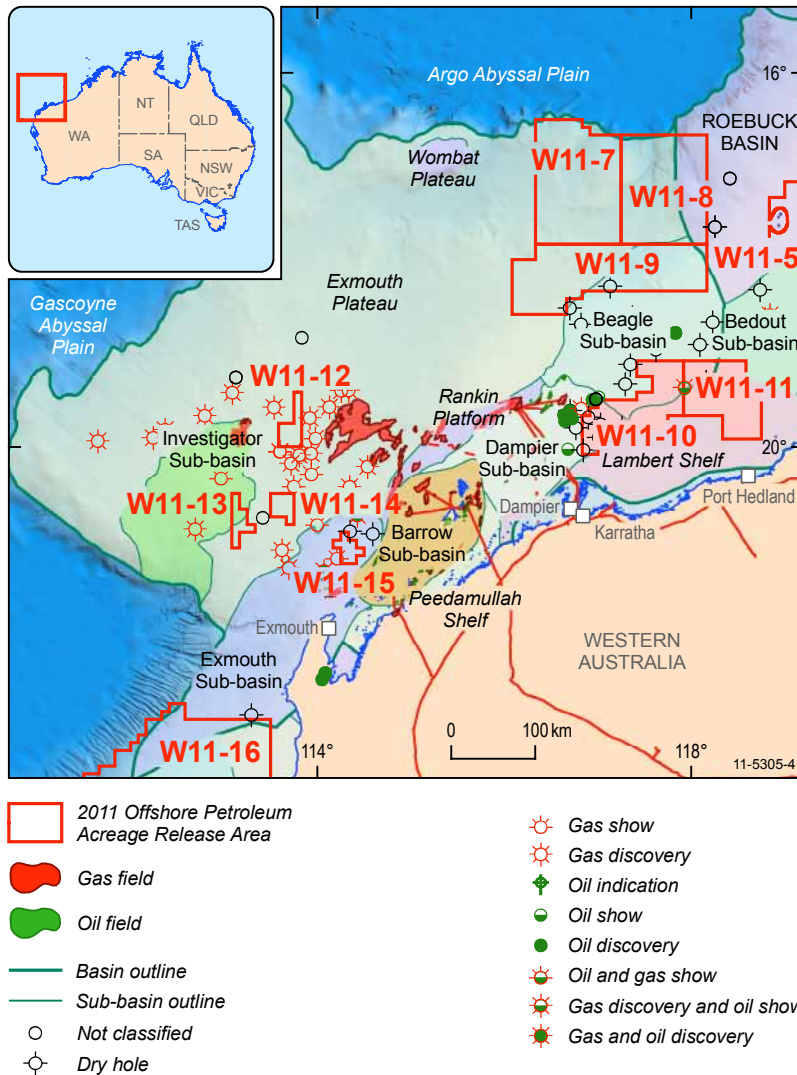 NT
WA
QLD
SA
NSW
VIC
TAS
Argo Abyssal Plain
16°
ROEBUCK
BASIN
Wombat
Plateau
W11-7
W11-8
W11-5
W11-9
Exmouth
Plateau
Gascoyne
Abyssal
Plain
Beagle
Sub-basin
Bedout
Sub-basin
W11-12
Rankin
Platform
W11-11
W11-10
20°
Investigator
Sub-basin
Dampier
Sub-basin
Lambert Shelf
W11-13
W11-14
Port Hedland
Dampier
Karratha
Barrow
Sub-basin
W11-15
Peedamullah
Shelf
Exmouth
WESTERN
AUSTRALIA
Exmouth
Sub-basin
0 100 km
W11-16
114°
118°
11-5305-4
2011 Offshore Petroleum
Acreage Release Area
Gas field
Oil field
Basin outline
Sub-basin outline
Not classified
Dry hole
Gas show
Gas discovery
Oil indication
Oil show
Oil discovery
Oil and gas show
Gas discovery and oil show
Gas and oil discovery